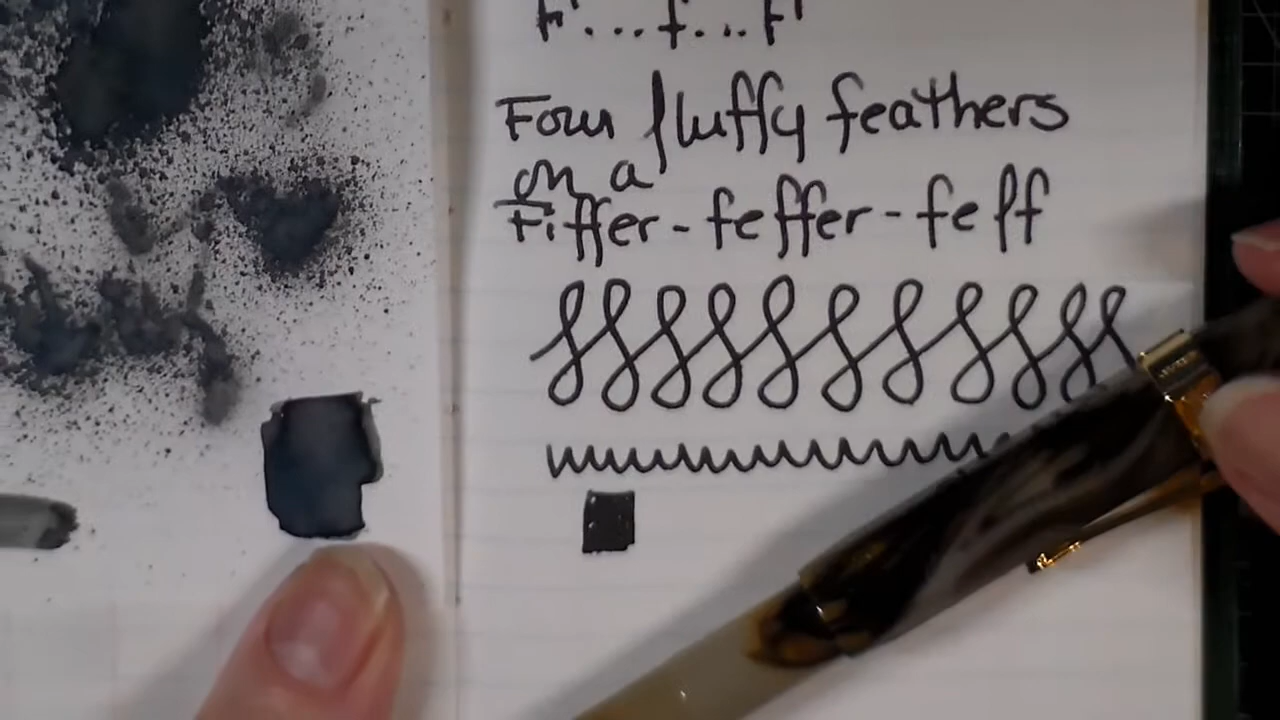 F...f...F
Four fluffy feathers
on a
Fiffer-feffer-feff